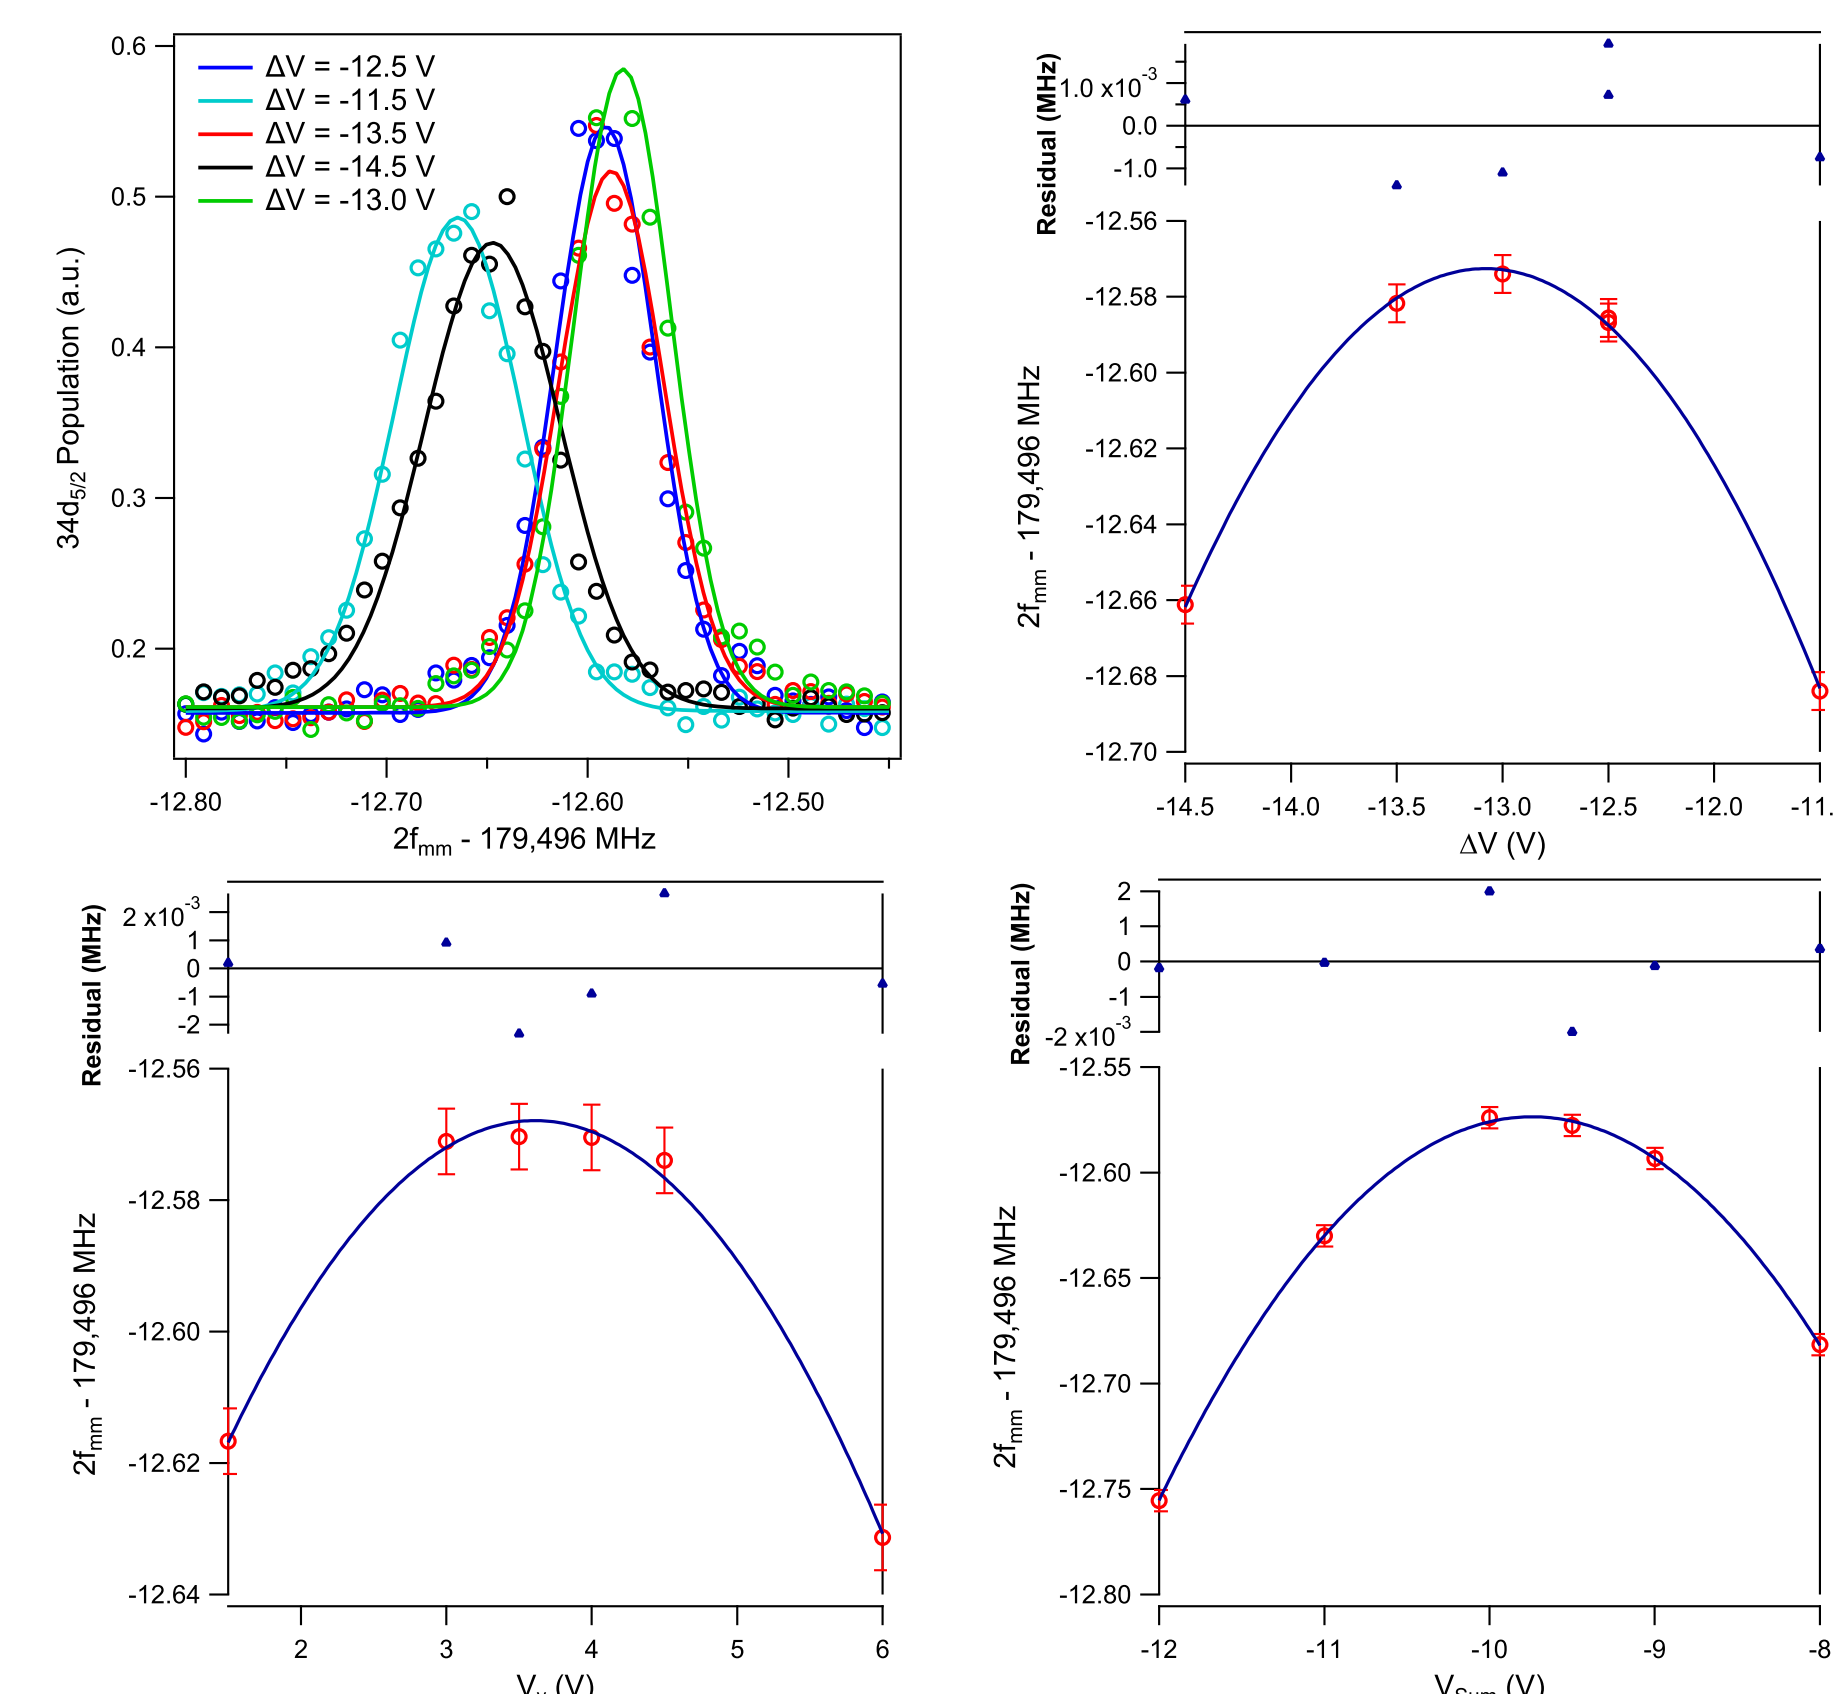 0.6
0.5
0.4
0.3
0.2
34d5/2 Population (a.u.)
ΔV = -12.5 V
ΔV = -11.5 V
ΔV = -13.5 V
ΔV = -14.5 V
ΔV = -13.0 V
-12.80 -12.70 -12.60 -12.50
2fmm - 179,496 MHz
Residual (MHz)
1.0 x10-3
0.0
-1.0
-12.56
-12.58
-12.60
-12.62
-12.64
-12.66
-12.68
-12.70
2fmm - 179,496 MHz
-14.5 -14.0 -13.5 -13.0 -12.5 -12.0 -11.
ΔV (V)
Residual (MHz)
2 x10-3
1
0
-1
-2
-12.56
-12.58
-12.60
-12.62
-12.64
2fmm - 179,496 MHz
2 3 4 5 6
(V)
Residual (MHz)
2
1
0
-1
-2 x10-3
-12.55
-12.60
-12.65
-12.70
-12.75
-12.80
2fmm - 179,496 MHz
-12 -11 -10 -9 -8
VSum (V)